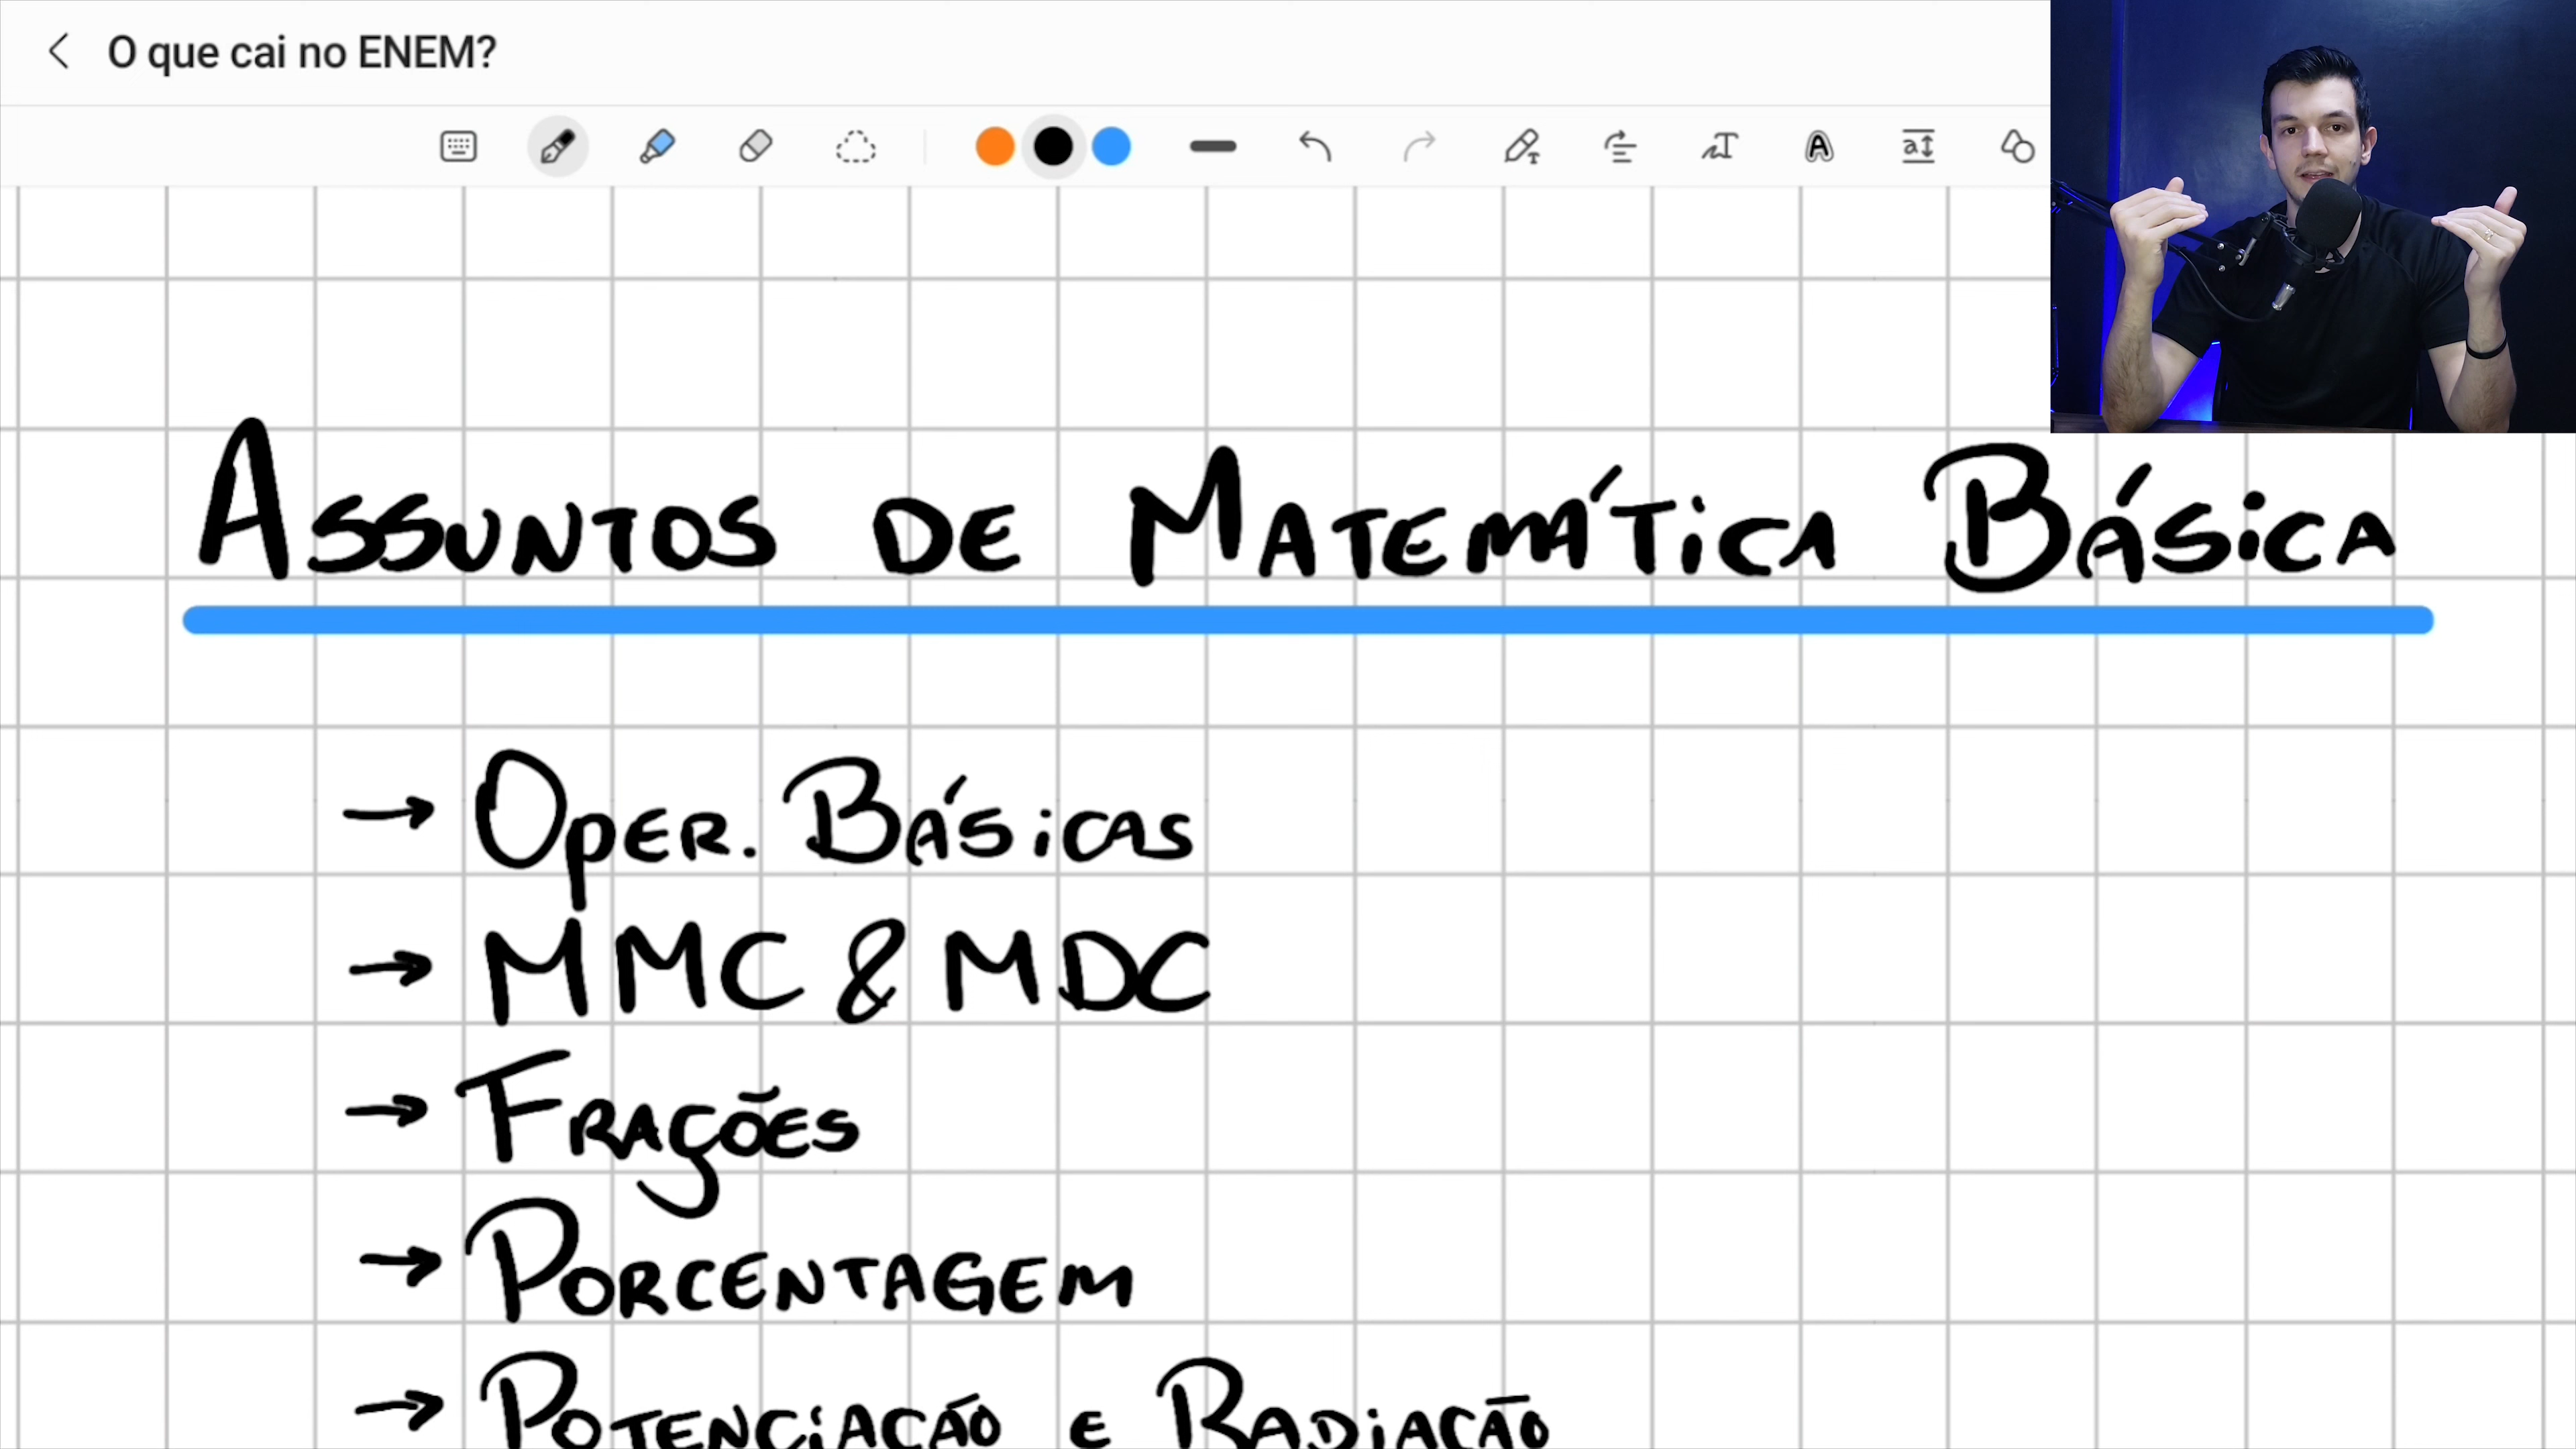 O que cai no ENEM?
Assuntos de Matemática Básica
→ Oper. Básicas
→ MMC & MDC
→ Frações
→ Porcentagem
→ Potenciação e Radiação